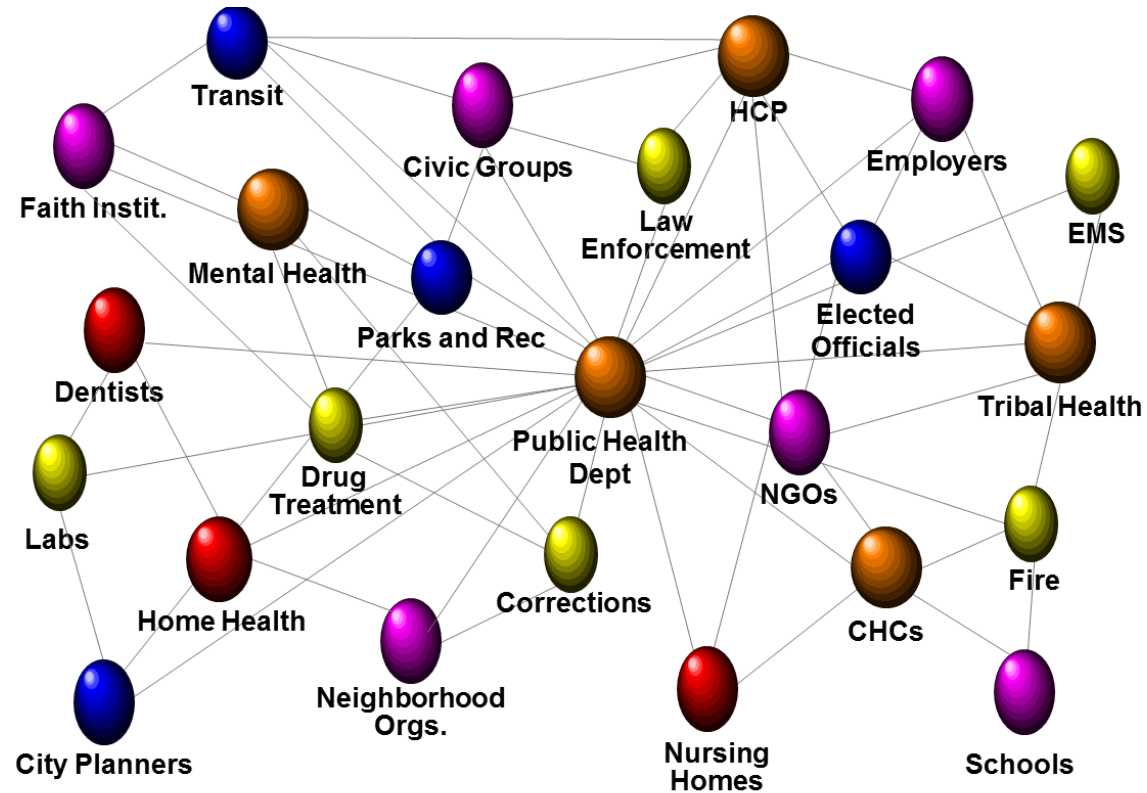 Transit
HCP
Civic Groups
Employers
Faith Instit.
Law
Enforcement
EMS
Mental Health
Parks and Rec
Elected
Officials
Dentists
Tribal Health
Public Health
Dept
Drug
Treatment
NGOs
Labs
Home Health
Corrections
Fire
CHCs
Neighborhood
Orgs.
City Planners
Nursing
Homes
Schools